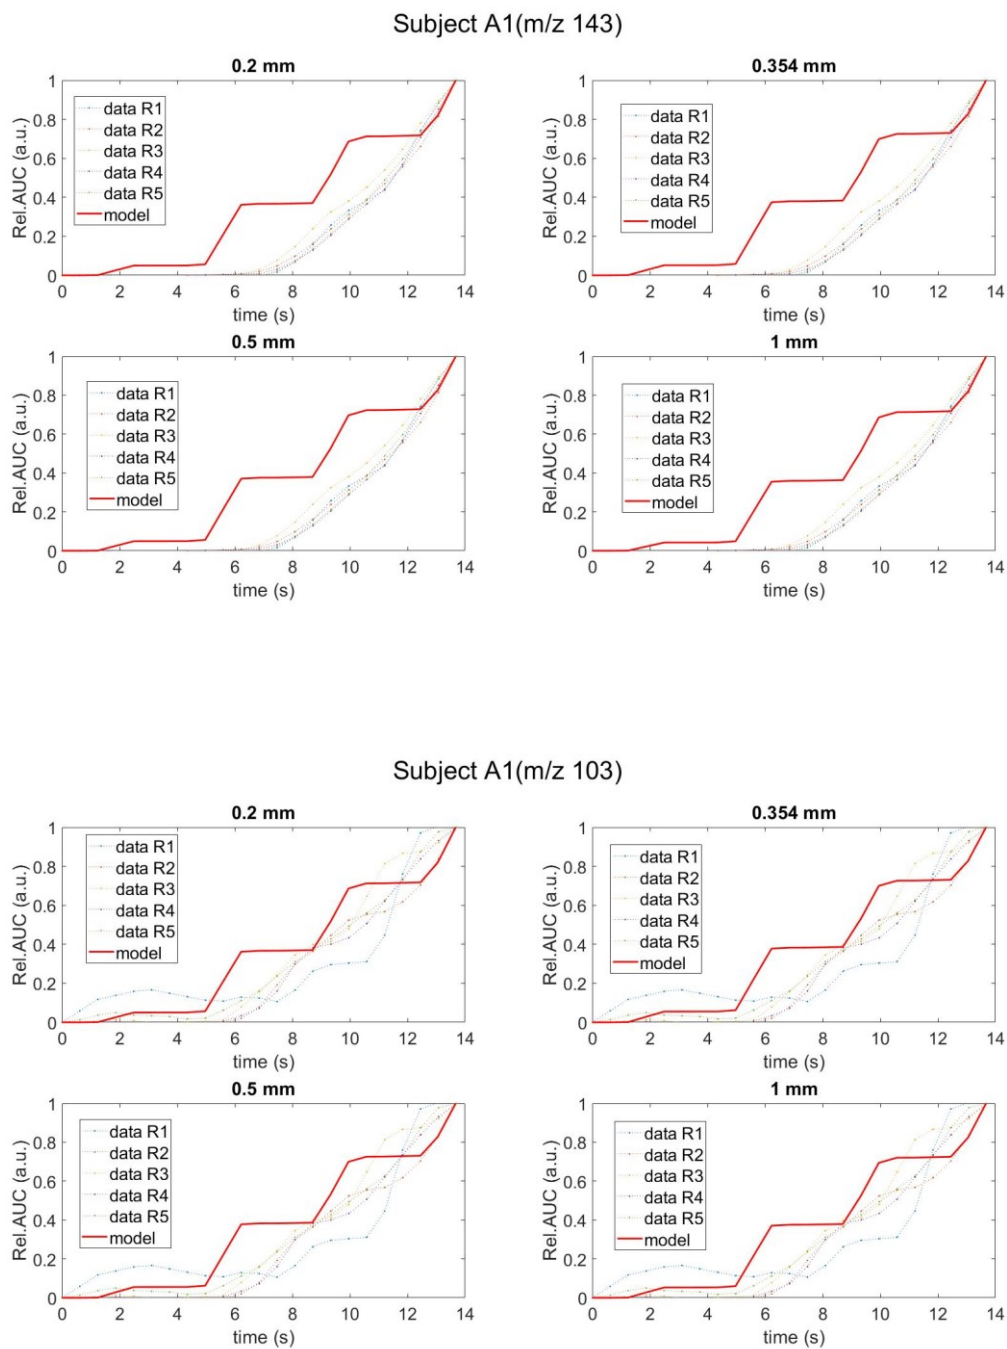 Subject A1(m/z 143)
0.2 mm
0.354 mm
Rel.AUC (a.u.)
1
0.8
0.6
0.4
0.2
0
data R1
data R2
data R3
data R4
data R5
model
0 2 4 6 8 10 12 14
time (s)
Rel.AUC (a.u.)
1
0.8
0.6
0.4
0.2
0
data R1
data R2
data R3
data R4
data R5
model
0 2 4 6 8 10 12 14
time (s)
0.5 mm
1 mm
Rel.AUC (a.u.)
1
0.8
0.6
0.4
0.2
0
data R1
data R2
data R3
data R4
data R5
model
0 2 4 6 8 10 12 14
time (s)
Rel.AUC (a.u.)
1
0.8
0.6
0.4
0.2
0
data R1
data R2
data R3
data R4
data R5
model
0 2 4 6 8 10 12 14
time (s)
Subject A1(m/z 103)
0.2 mm
0.354 mm
Rel.AUC (a.u.)
1
0.8
0.6
0.4
0.2
0
data R1
data R2
data R3
data R4
data R5
model
0 2 4 6 8 10 12 14
time (s)
Rel.AUC (a.u.)
1
0.8
0.6
0.4
0.2
0
data R1
data R2
data R3
data R4
data R5
model
0 2 4 6 8 10 12 14
time (s)
0.5 mm
1 mm
Rel.AUC (a.u.)
1
0.8
0.6
0.4
0.2
0
data R1
data R2
data R3
data R4
data R5
model
0 2 4 6 8 10 12 14
time (s)
Rel.AUC (a.u.)
1
0.8
0.6
0.4
0.2
0
data R1
data R2
data R3
data R4
data R5
model
0 2 4 6 8 10 12 14
time (s)